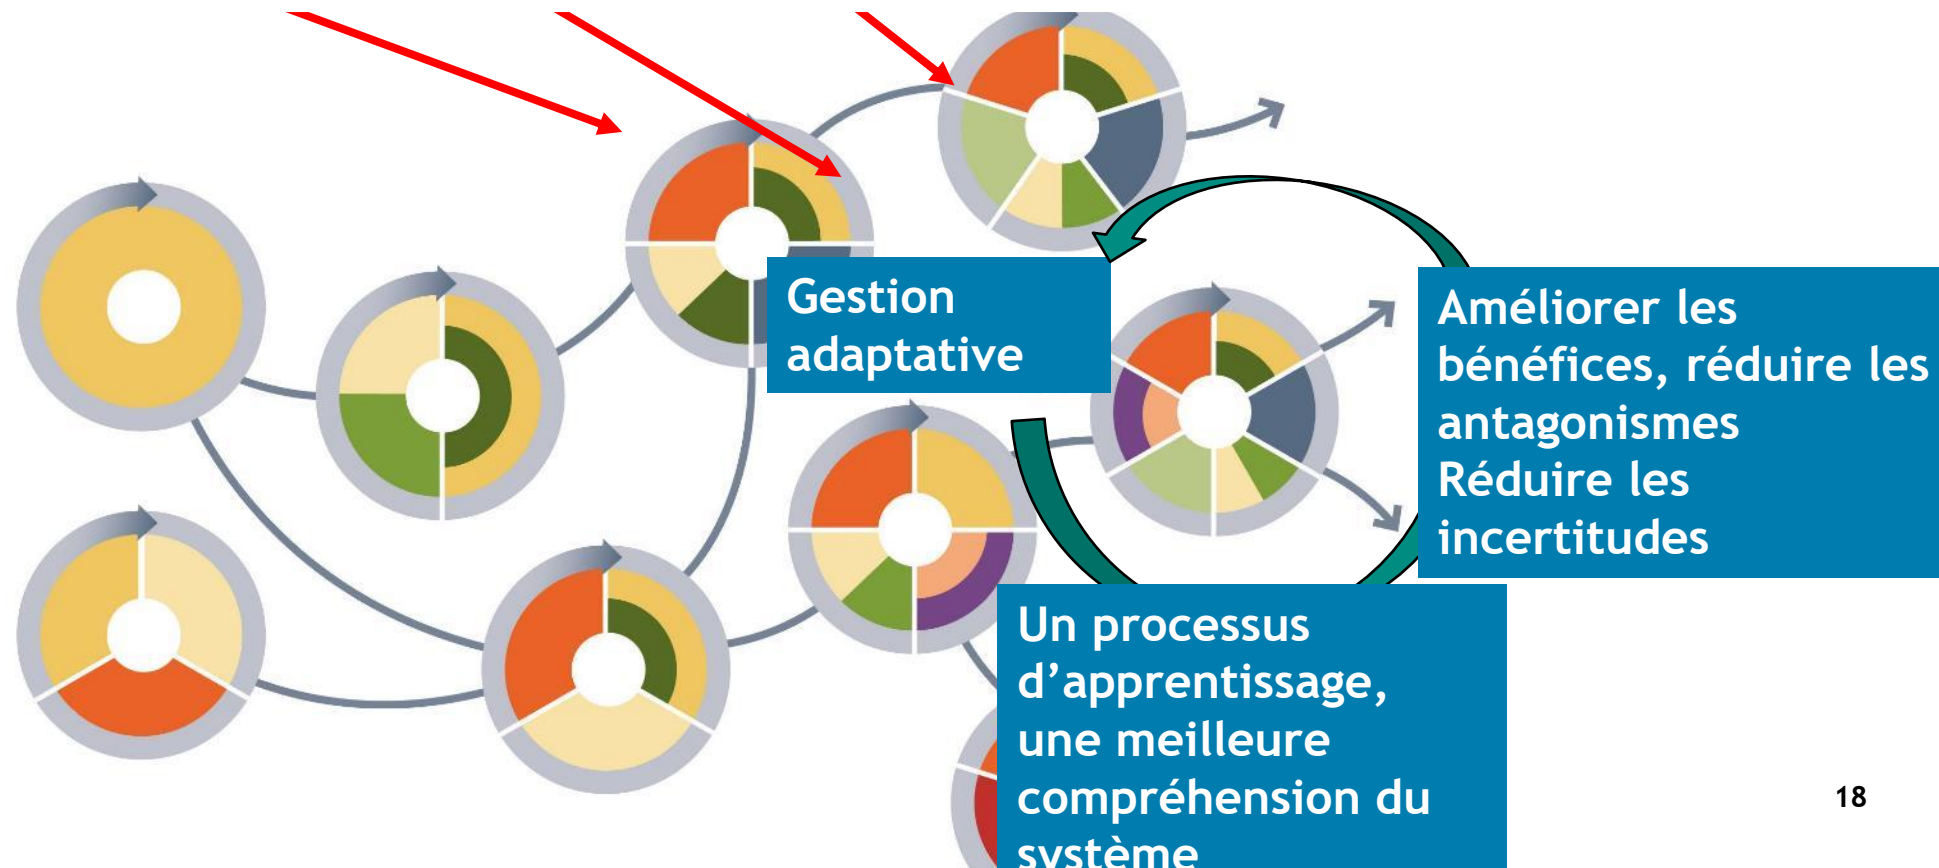 Gestion
adaptative
Améliorer les
bénéfices, réduire les
antagonismes
Réduire les
incertitudes
Un processus
d’apprentissage,
une meilleure
compréhension du
système
18